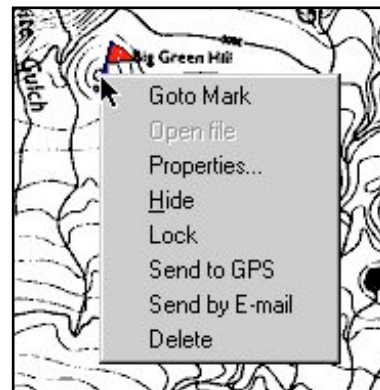 Gulch
Big Green Hill
Goto Mark
Open file
Properties...
Hide
Lock
Send to GPS
Send by E-mail
Delete